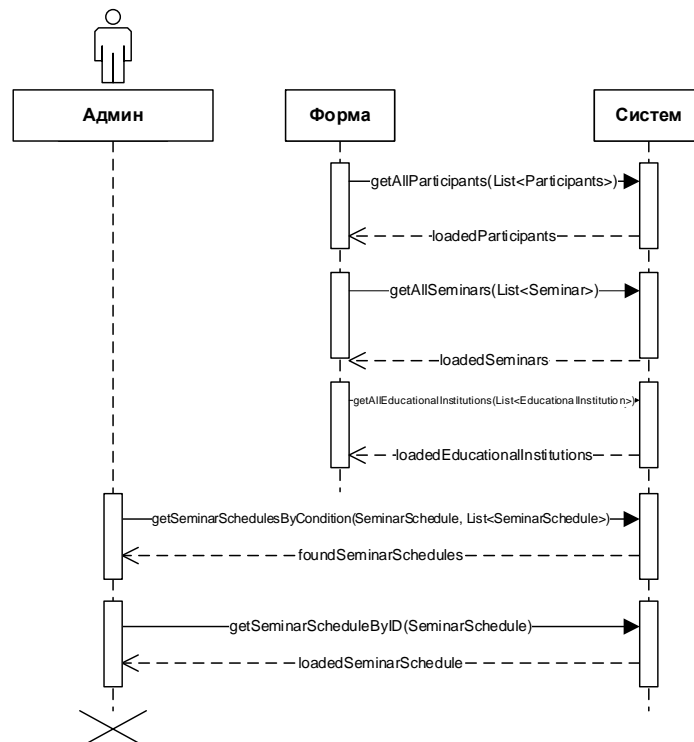 Админ
Форма
Систем
getAllParticipants(List<Participants>)
loadedParticipants
getAllSeminars(List<Seminar>)
loadedSeminars
getAllEducationalInstitutions(List<EducationalInstitution>)
loadedEducationalInstitutions
getSeminarSchedulesByCondition(SeminarSchedule, List<SeminarSchedule>)
foundSeminarSchedules
getSeminarScheduleByID(SeminarSchedule)
loadedSeminarSchedule